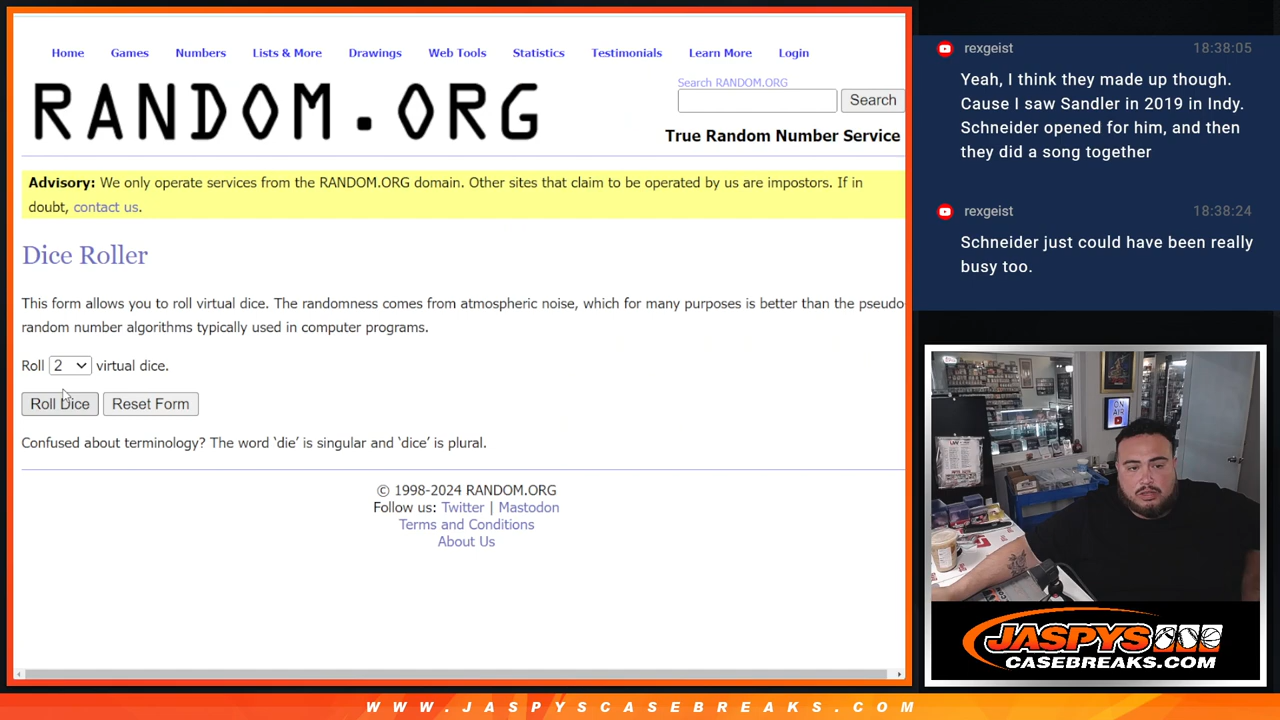 Home Games Numbers Lists & More Drawings Web Tools Statistics Testimonials Learn More Login
Search RANDOM.ORG
RANDOM.ORG
Search
True Random Number Service
Advisory: We only operate services from the RANDOM.ORG domain. Other sites that claim to be operated by us are impostors. If in
doubt, contact us.
Dice Roller
This form allows you to roll virtual dice. The randomness comes from atmospheric noise, which for many purposes is better than the pseudo
random number algorithms typically used in computer programs.
Roll 2 virtual dice.
Roll Dice Reset Form
Confused about terminology? The word ‘die’ is singular and ‘dice’ is plural.
© 1998-2024 RANDOM.ORG
Follow us: Twitter | Mastodon
Terms and Conditions
About Us
rexgeist 18:38:05
Yeah, I think they made up though.
Cause I saw Sandler in 2019 in Indy.
Schneider opened for him, and then
they did a song together
rexgeist 18:38:24
Schneider just could have been really
busy too.
ON
AIR
JASPYS
CASEBREAKS.COM
WWW.JASPYSCASEBREAKS.COM